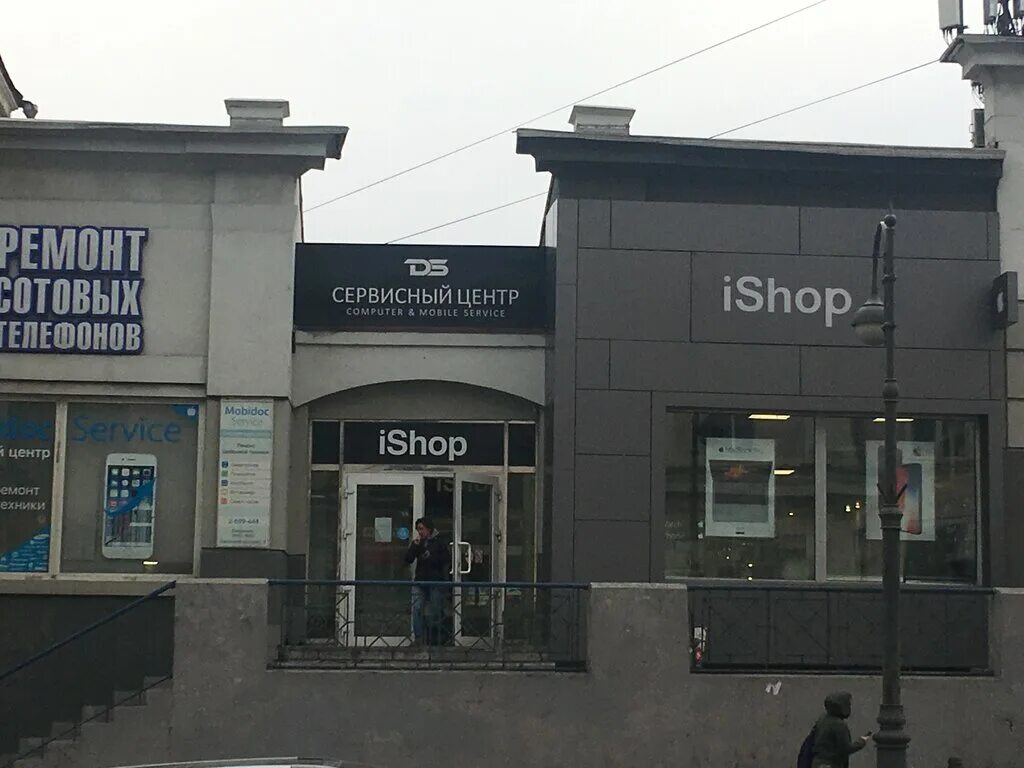 РЕМОНТ
СОТОВЫХ
ТЕЛЕФОНОВ
DS
СЕРВИСНЫЙ ЦЕНТР
COMPUTER & MOBILE SERVICE
iShop
iShop
Service
й центр
ремонт
техники
Mobidoc
Service